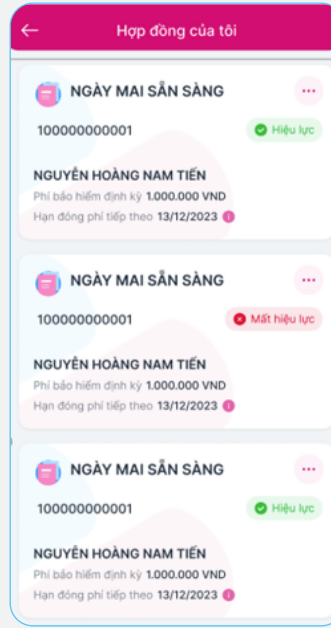 Hợp đồng của tôi
NGÀY MAI SẴN SÀNG
100000000001
Hiệu lực
NGUYỄN HOÀNG NAM TIẾN
Phí bảo hiểm định kỳ 1.000.000 VND
Hạn đóng phí tiếp theo 13/12/2023
NGÀY MAI SẴN SÀNG
100000000001
Mất hiệu lực
NGUYỄN HOÀNG NAM TIẾN
Phí bảo hiểm định kỳ 1.000.000 VND
Hạn đóng phí tiếp theo 13/12/2023
NGÀY MAI SẴN SÀNG
100000000001
Hiệu lực
NGUYỄN HOÀNG NAM TIẾN
Phí bảo hiểm định kỳ 1.000.000 VND
Hạn đóng phí tiếp theo 13/12/2023